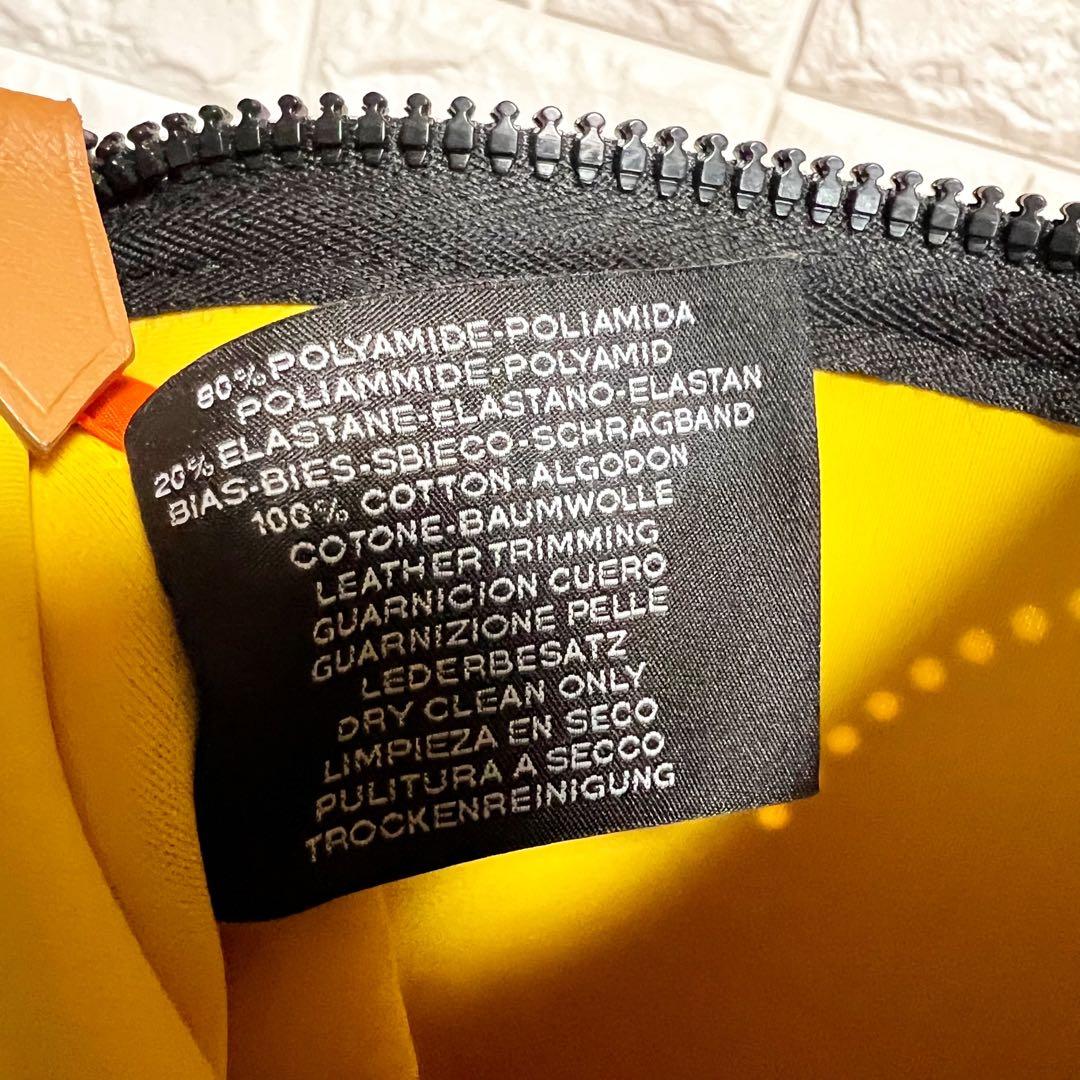 80% POLYAMIDE-POLIAMIDA
POLIAMMIDE-POLYAMID
20% ELASTANE-ELASTANO-ELASTAN
BIAS-BIES-SBIECO-SCHRÄGBAND
100% COTTON-ALGODON
COTONE-BAUMWOLLE
LEATHER TRIMMING
GUARNICION CUERO
GUARNIZIONE PELLE
LEDERBESATZ
DRY CLEAN ONLY
LIMPIEZA EN SECO
PULITURA A SECCO
TROCKENREINIGUNG